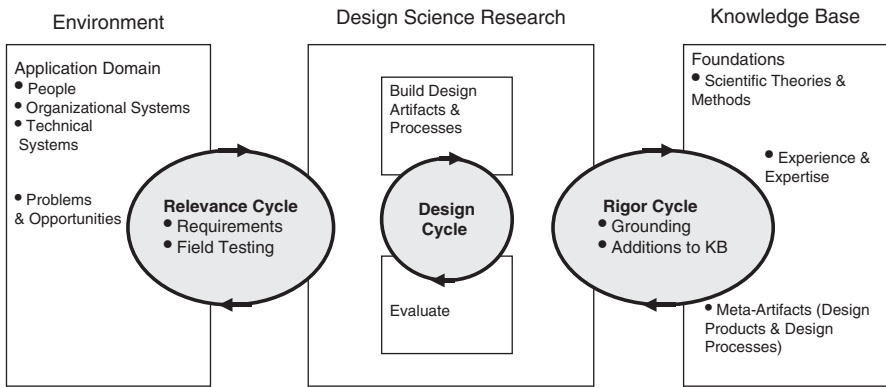 Environment
Design Science Research
Knowledge Base
Application Domain
• People
• Organizational Systems
• Technical
Systems
• Problems
& Opportunities
Relevance Cycle
• Requirements
• Field Testing
Build Design
Artifacts &
Processes
Design
Cycle
Evaluate
Rigor Cycle
• Grounding
• Additions to KB
Foundations
• Scientific Theories &
Methods
• Experience &
Expertise
• Meta-Artifacts (Design
Products & Design
Processes)